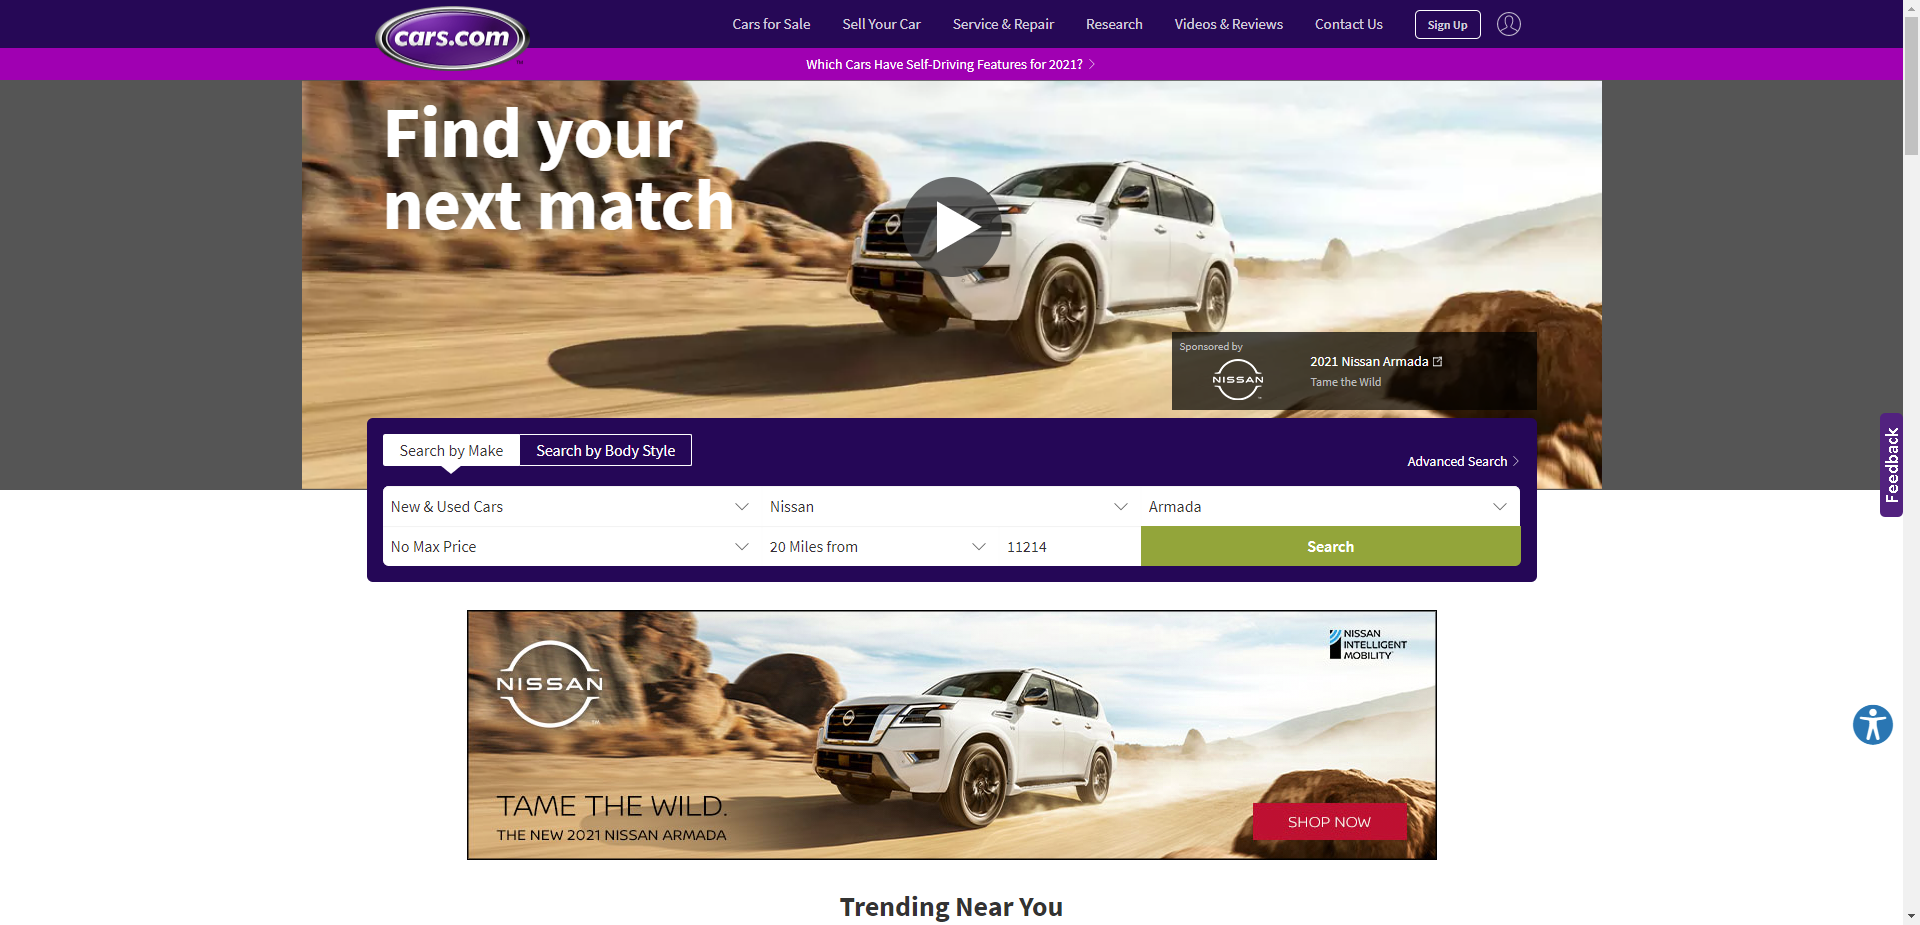 cars.com
Cars for Sale
Sell Your Car
Service & Repair
Research
Videos & Reviews
Contact Us
Sign Up
Which Cars Have Self-Driving Features for 2021?
Find your
next match
Sponsored by
NISSAN
2021 Nissan Armada
Tame the Wild
Feedback
Search by Make
Search by Body Style
Advanced Search
New & Used Cars
Nissan
Armada
No Max Price
20 Miles from
11214
Search
NISSAN
NISSAN
INTELLIGENT
MOBILITY
TAME THE WILD.
THE NEW 2021 NISSAN ARMADA
SHOP NOW
Trending Near You